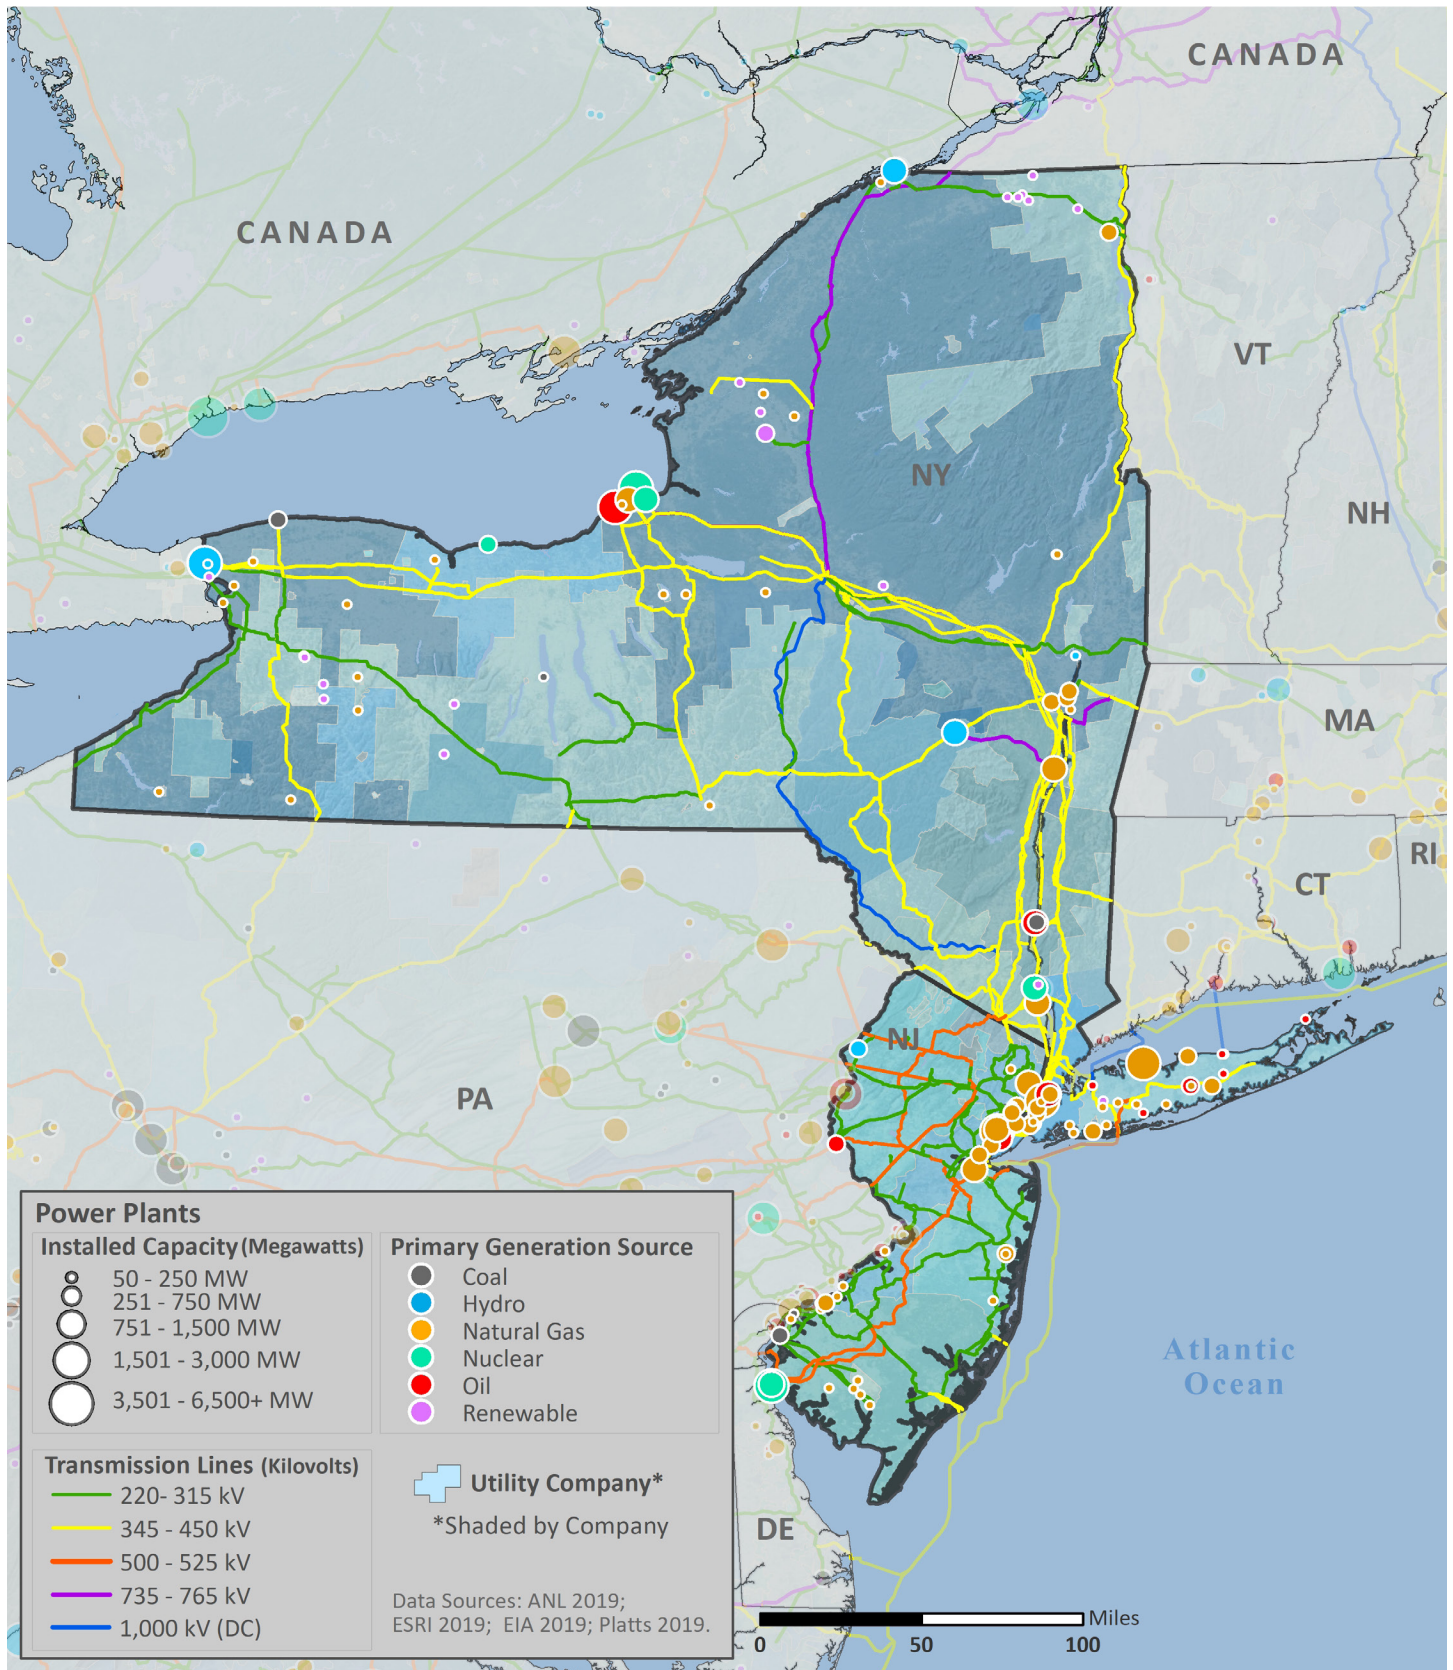 CANADA
CANADA
VT
NY
NH
MA
RI
CT
NJ
PA
Power Plants
Installed Capacity (Megawatts)
50 - 250 MW
251 - 750 MW
751 - 1,500 MW
1,501 - 3,000 MW
3,501 - 6,500+ MW
Primary Generation Source
Coal
Hydro
Natural Gas
Nuclear
Oil
Renewable
Transmission Lines (Kilovolts)
220- 315 kV
345 - 450 kV
500 - 525 kV
735 - 765 kV
1,000 kV (DC)
Utility Company*
*Shaded by Company
Data Sources: ANL 2019;
ESRI 2019; EIA 2019; Platts 2019.
Atlantic
Ocean
DE
Miles
0 50 100